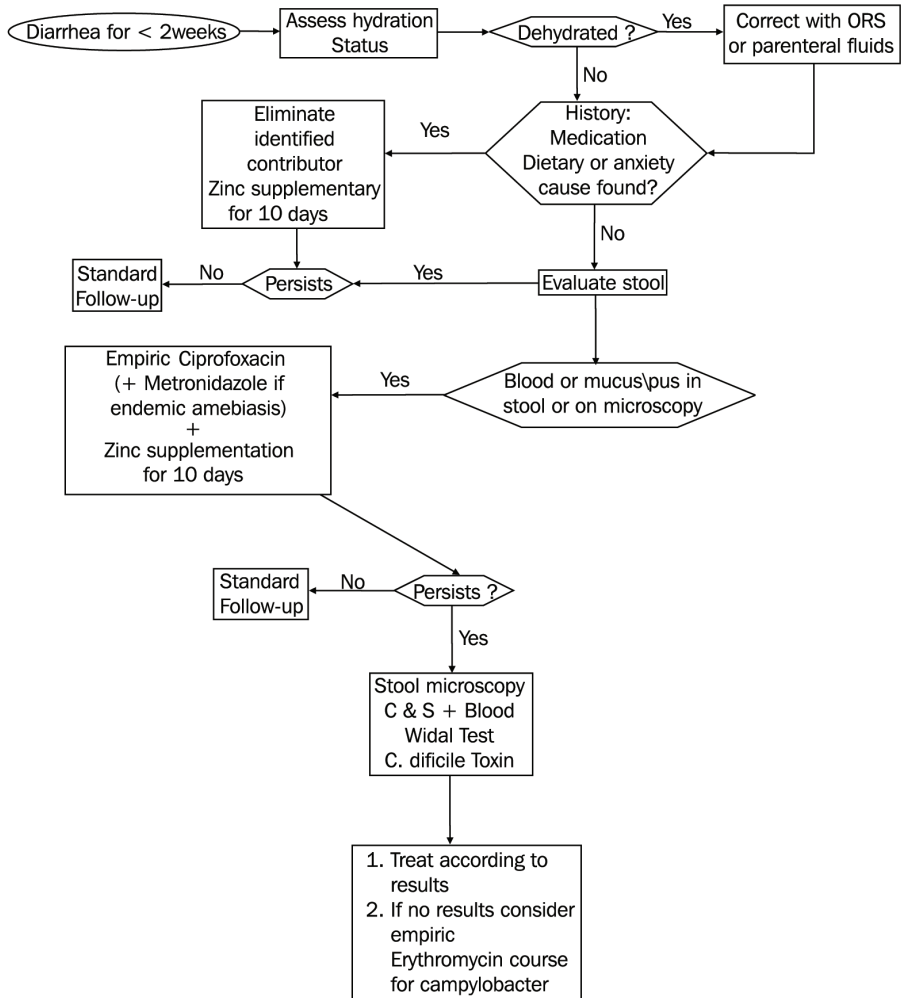 Diarrhea for < 2weeks
Assess hydration
Status
Dehydrated ?
Yes
Correct with ORS
or parenteral fluids
No
History:
Medication
Dietary or anxiety
cause found?
Yes
Eliminate
identified
contributor
Zinc supplementary
for 10 days
No
Standard
Follow-up
No
Persists
Yes
Evaluate stool
Empiric Ciprofoxacin
(+ Metronidazole if
endemic amebiasis)
+
Zinc supplementation
for 10 days
Yes
Blood or mucus\pus in
stool or on microscopy
Standard
Follow-up
No
Persists ?
Yes
Stool microscopy
C & S + Blood
Widal Test
C. dificile Toxin
1. Treat according to
results
2. If no results consider
empiric
Erythromycin course
for campylobacter